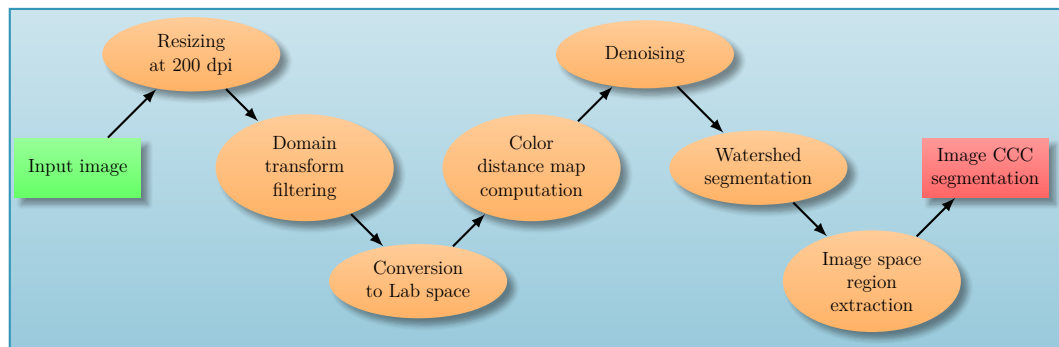 Input image
Resizing
at 200 dpi
Domain
transform
filtering
Conversion
to Lab space
Color
distance map
computation
Denoising
Watershed
segmentation
Image space
region
extraction
Image CCC
segmentation